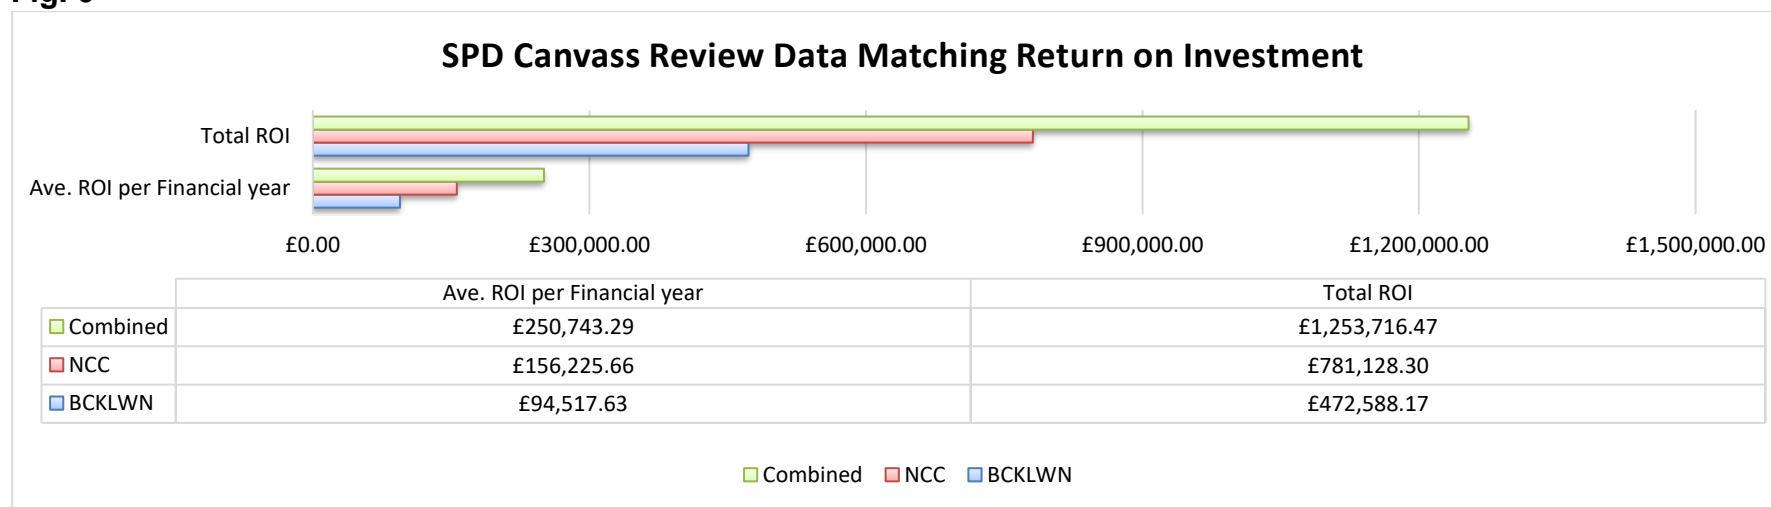 SPD Canvass Review Data Matching Return on Investment
Total ROI
Ave. ROI per Financial year
£0.00 £300,000.00 £600,000.00 £900,000.00 £1,200,000.00 £1,500,000.00
Ave. ROI per Financial year Total ROI
Combined £250,743.29 £1,253,716.47
NCC £156,225.66 £781,128.30
BCKLWN £94,517.63 £472,588.17
Combined NCC BCKLWN